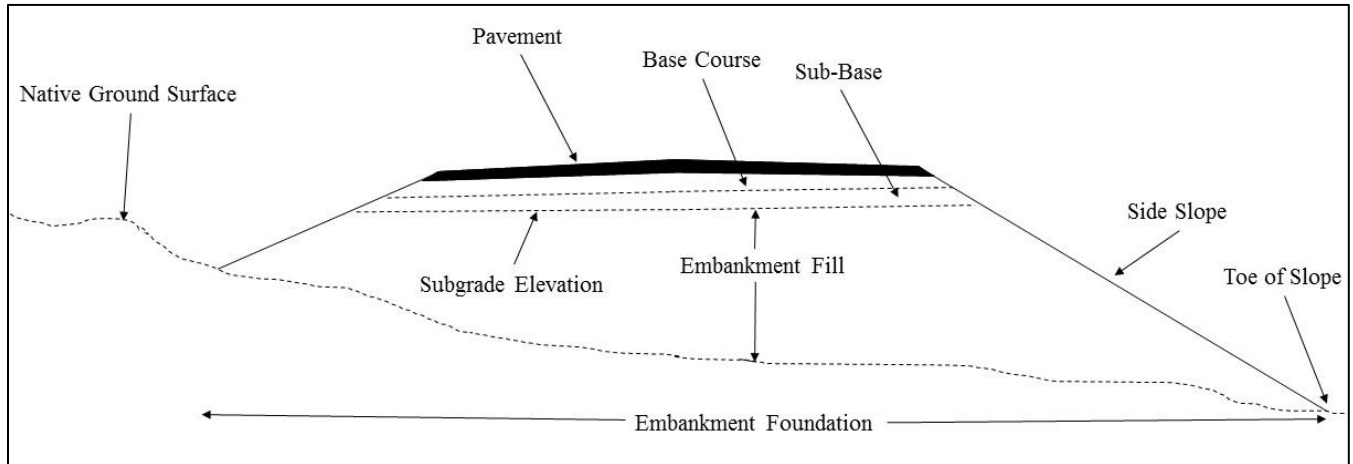 Pavement
Base Course
Sub-Base
Native Ground Surface
Side Slope
Embankment Fill
Subgrade Elevation
Toe of Slope
Embankment Foundation